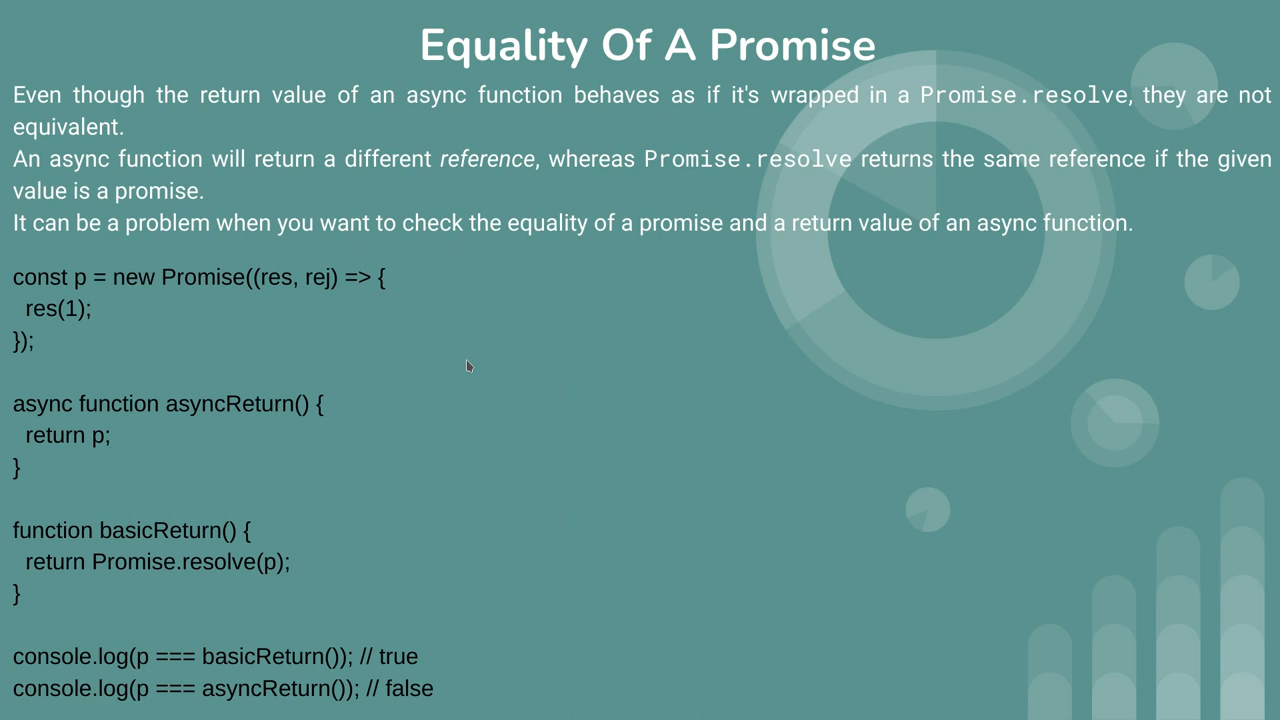 Equality Of A Promise
Even though the return value of an async function behaves as if it's wrapped in a Promise.resolve, they are not
equivalent.
An async function will return a different reference, whereas Promise.resolve returns the same reference if the given
value is a promise.
It can be a problem when you want to check the equality of a promise and a return value of an async function.
const p = new Promise((res, rej) => {
  res(1);
});
async function asyncReturn() {
  return p;
}
function basicReturn() {
  return Promise.resolve(p);
}
console.log(p === basicReturn()); // true
console.log(p === asyncReturn()); // false